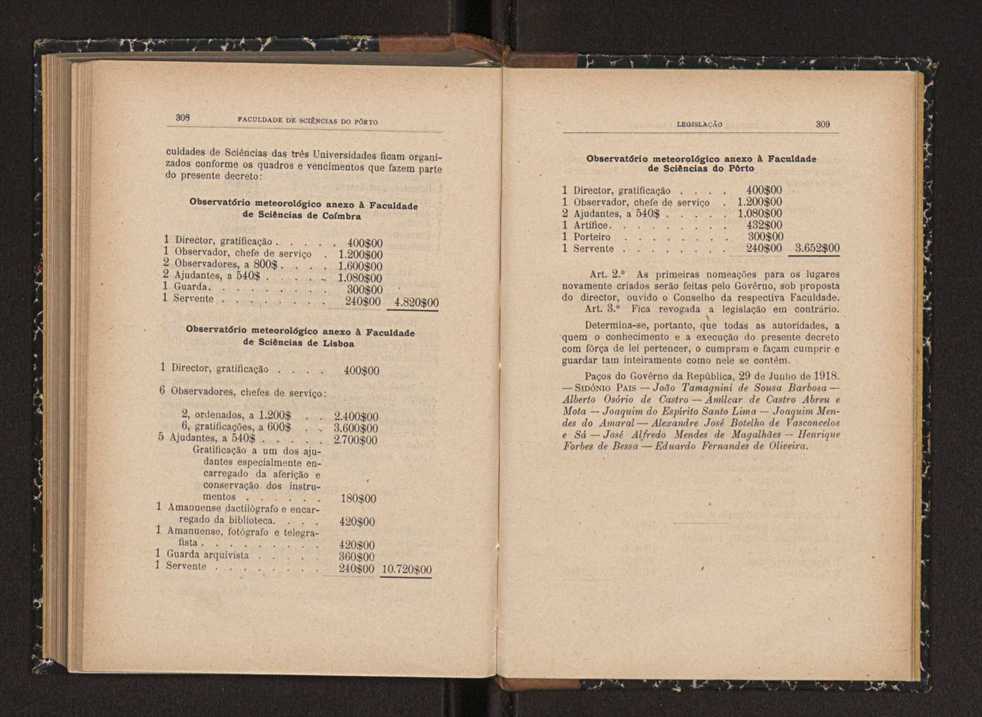 308
FACULDADE DE SCIÊNCIAS DO PÔRTO
culdades de Sciências das três Universidades ficam organi-
zados conforme os quadros e vencimentos que fazem parte
do presente decreto:
Observatório meteorológico anexo à Faculdade
de Sciências de Coímbra
1 Director, gratificação . . . . . 400$00
1 Observador, chefe de serviço . 1.200$00
2 Observadores, a 800$ . . . . 1.600$00
2 Ajudantes, a 540$ . . . . . 1.080$00
1 Guarda. . . . . . . . . 300$00
1 Servente . . . . . . . . 240$00 4.820$00
Observatório meteorológico anexo à Faculdade
de Sciências de Lisboa
1 Director, gratificação . . . . 400$00
6 Observadores, chefes de serviço:
2, ordenados, a 1.200$ . . 2.400$00
6, gratificações, a 600$ . . 3.600$00
5 Ajudantes, a 540$ . . . . . 2.700$00
Gratificação a um dos aju-
dantes especialmente en-
carregado da aferição e
conservação dos instru-
mentos . . . . . . 180$00
1 Amanuense dactilógrafo e encar-
regado da biblioteca. . . . 420$00
1 Amanuense, fotógrafo e telegra-
fista . . . . . . . . . 420$00
1 Guarda arquivista . . . . . 360$00
1 Servente . . . . . . . . 240$00 10.720$00
LEGISLAÇÃO
309
Observatório meteorológico anexo à Faculdade
de Sciências do Pôrto
1 Director, gratificação . . . . 400$00
1 Observador, chefe de serviço . 1.200$00
2 Ajudantes, a 540$ . . . . . 1.080$00
1 Artífice. . . . . . . . . 432$00
1 Porteiro . . . . . . . . 300$00
1 Servente . . . . . . . . 240$00 3.652$00
Art. 2.º As primeiras nomeações para os lugares
novamente criados serão feitas pelo Govêrno, sob proposta
do director, ouvido o Conselho da respectiva Faculdade.
Art. 3.º Fica revogada a legislação em contrário.
Determina-se, portanto, que todas as autoridades, a
quem o conhecimento e a execução do presente decreto
com fôrça de lei pertencer, o cumpram e façam cumprir e
guardar tam inteiramente como nele se contêm.
Paços do Govêrno da República, 29 de Junho de 1918.
— SIDÓNIO PAIS — João Tamagnini de Sousa Barbosa —
Alberto Osório de Castro — Amílcar de Castro Abreu e
Mota — Joaquim do Espírito Santo Lima — Joaquim Men-
des do Amaral — Alexandre José Botelho de Vasconcelos
e Sá — José Alfredo Mendes de Magalhães — Henrique
Forbes de Bessa — Eduardo Fernandes de Oliveira.